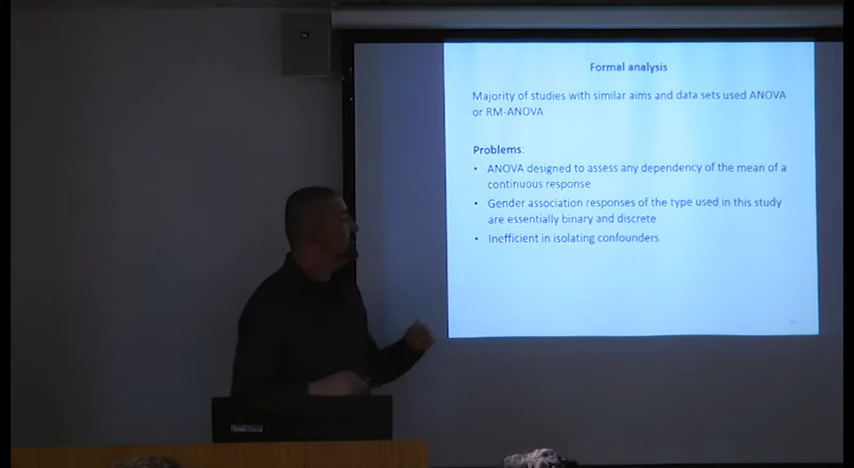 Formal analysis
Majority of studies with similar aims and data sets used ANOVA
or RM-ANOVA
Problems:
• ANOVA designed to assess any dependency of the mean of a
continuous response
• Gender association responses of the type used in this study
are essentially binary and discrete
• Inefficient in isolating confounders